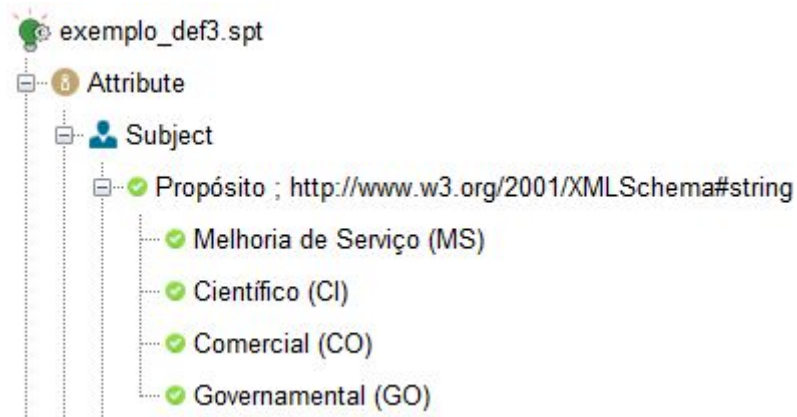 exemplo_def3.spt
Attribute
Subject
Propósito ; http://www.w3.org/2001/XMLSchema#string
Melhoria de Serviço (MS)
Científico (CI)
Comercial (CO)
Governamental (GO)